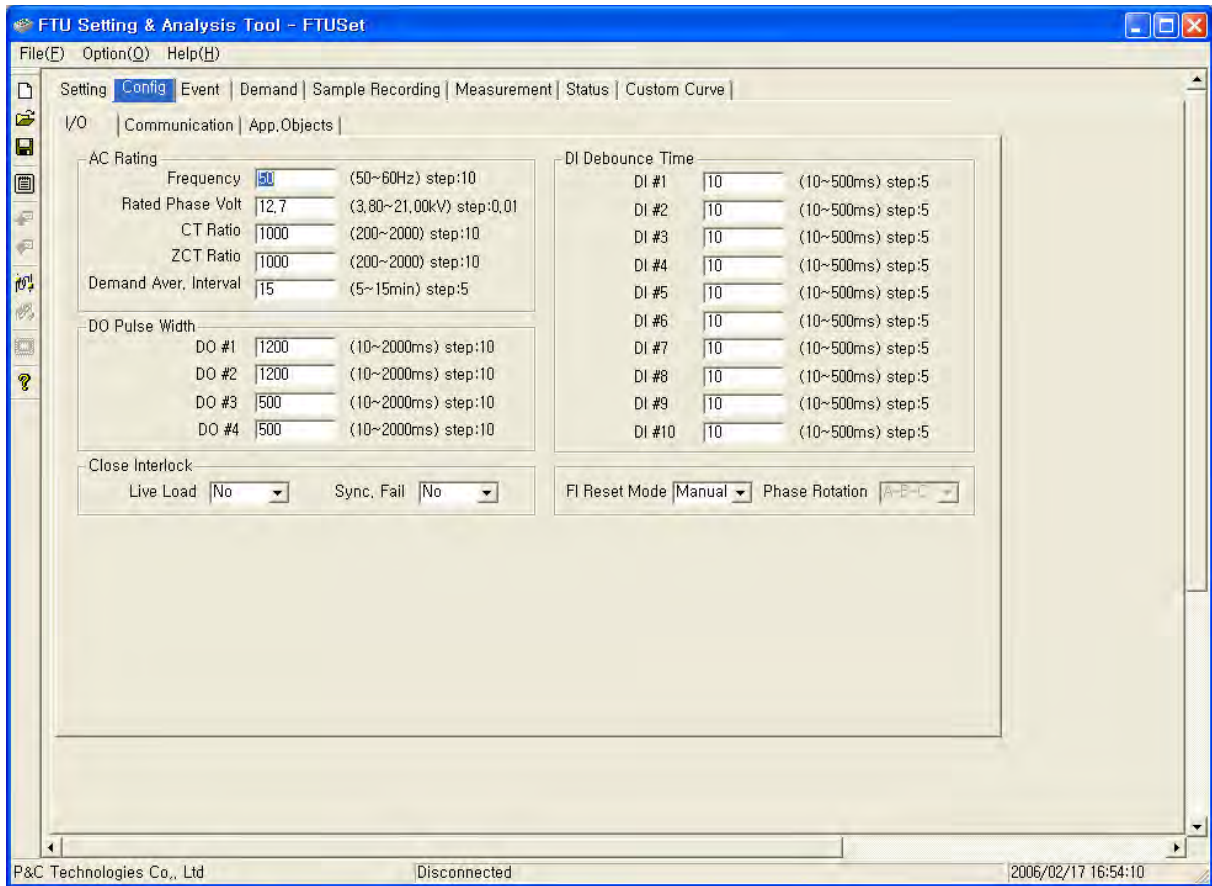 FTU Setting & Analysis Tool - FTUSet
File(F) Option(O) Help(H)
Setting Config Event Demand Sample Recording Measurement Status Custom Curve
I/O Communication App.Objects
AC Rating
Frequency 50 (50~60Hz) step:10
Rated Phase Volt 12.7 (3.80~21.00kV) step:0.01
CT Ratio 1000 (200~2000) step:10
ZCT Ratio 1000 (200~2000) step:10
Demand Aver. Interval 15 (5~15min) step:5
DO Pulse Width
DO #1 1200 (10~2000ms) step:10
DO #2 1200 (10~2000ms) step:10
DO #3 500 (10~2000ms) step:10
DO #4 500 (10~2000ms) step:10
Close Interlock
Live Load No Sync. Fail No
DI Debounce Time
DI #1 10 (10~500ms) step:5
DI #2 10 (10~500ms) step:5
DI #3 10 (10~500ms) step:5
DI #4 10 (10~500ms) step:5
DI #5 10 (10~500ms) step:5
DI #6 10 (10~500ms) step:5
DI #7 10 (10~500ms) step:5
DI #8 10 (10~500ms) step:5
DI #9 10 (10~500ms) step:5
DI #10 10 (10~500ms) step:5
FI Reset Mode Manual Phase Rotation A-B-C
P&C Technologies Co., Ltd Disconnected 2006/02/17 16:54:10